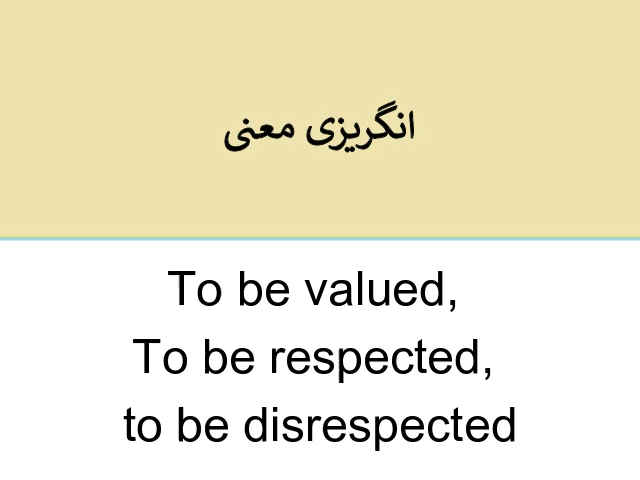 انگریزی معنی
To be valued,
To be respected,
to be disrespected